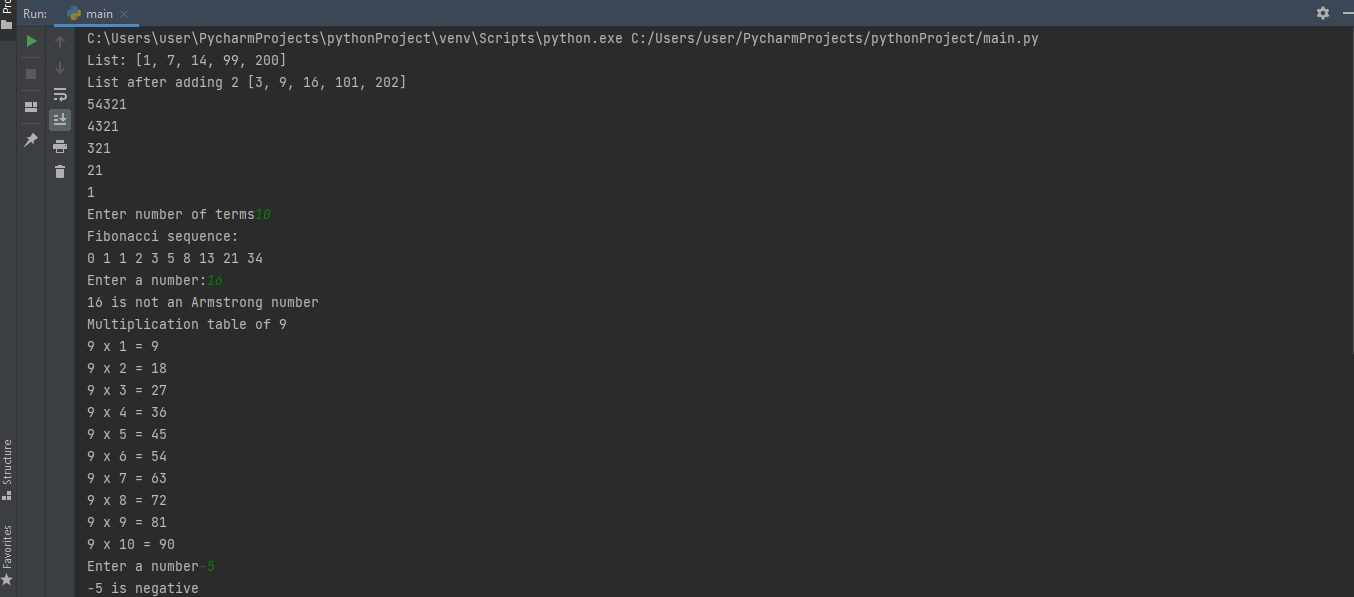 Pro
Run: main
C:\Users\user\PycharmProjects\pythonProject\venv\Scripts\python.exe C:/Users/user/PycharmProjects/pythonProject/main.py
List: [1, 7, 14, 99, 200]
List after adding 2 [3, 9, 16, 101, 202]
54321
4321
321
21
1
Enter number of terms10
Fibonacci sequence:
0 1 1 2 3 5 8 13 21 34
Enter a number:16
16 is not an Armstrong number
Multiplication table of 9
9 x 1 = 9
9 x 2 = 18
9 x 3 = 27
9 x 4 = 36
9 x 5 = 45
9 x 6 = 54
9 x 7 = 63
9 x 8 = 72
9 x 9 = 81
9 x 10 = 90
Enter a number-5
-5 is negative
Structure
Favorites